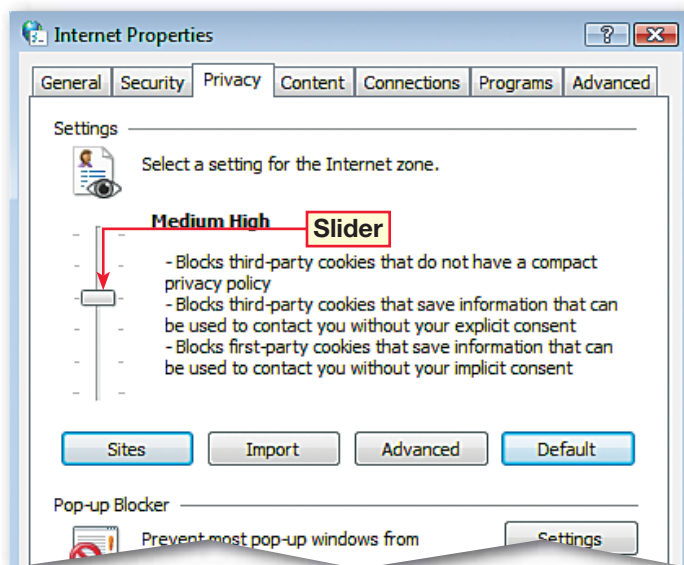 Internet Properties
General Security Privacy Content Connections Programs Advanced
Settings
Select a setting for the Internet zone.
Medium High
Slider
- Blocks third-party cookies that do not have a compact
privacy policy
- Blocks third-party cookies that save information that can
be used to contact you without your explicit consent
- Blocks first-party cookies that save information that can
be used to contact you without your implicit consent
Sites Import Advanced Default
Pop-up Blocker
Prevent most pop-up windows from Settings